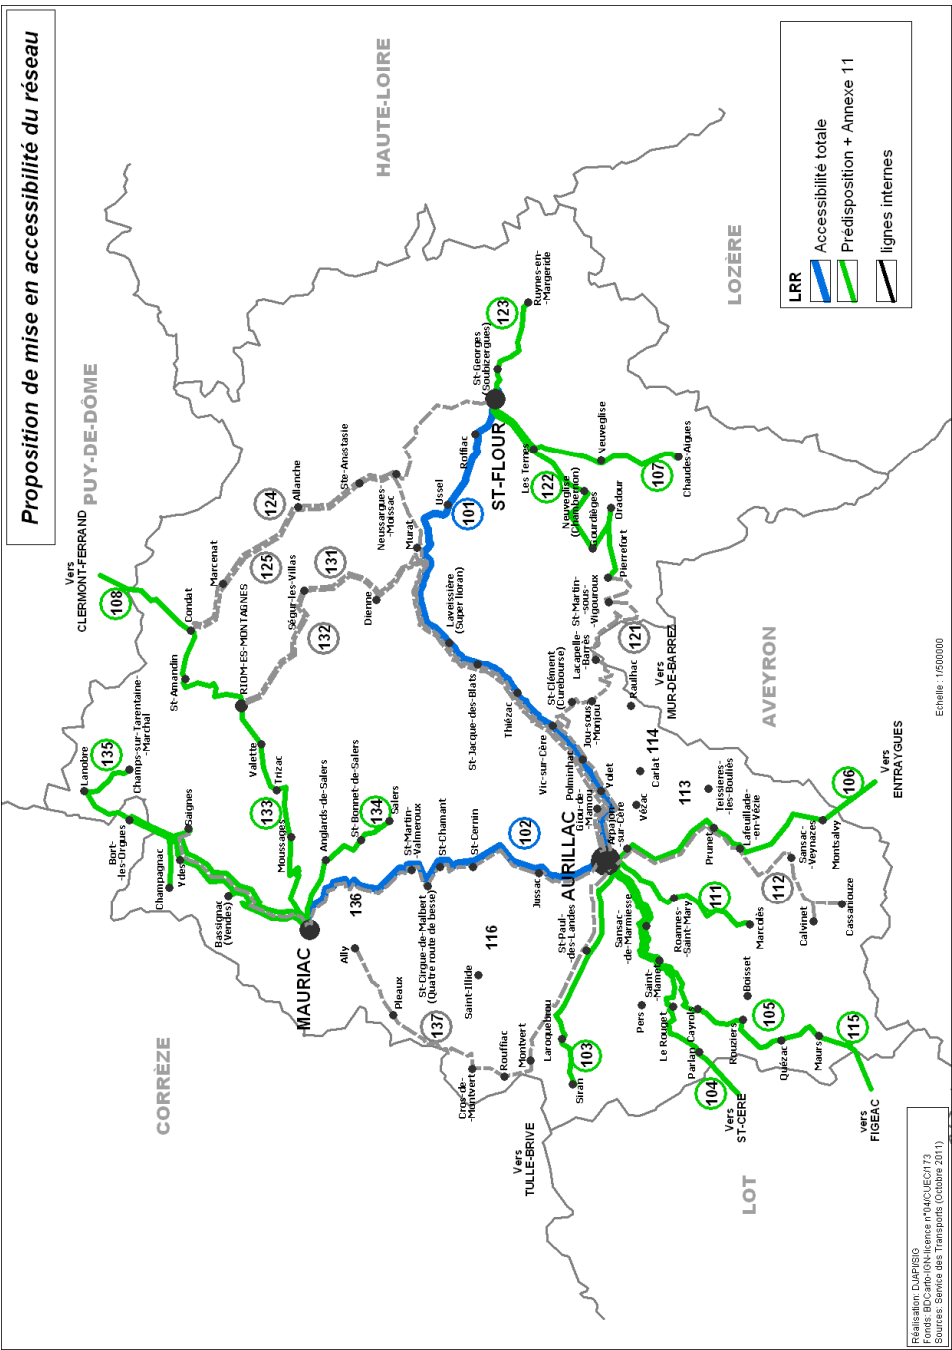 Proposition de mise en accessibilité du réseau
HAUTE-LOIRE
PUY-DE-DÔME
LOZÈRE
AVEYRON
CORRÈZE
LOT
LRR
Accessibilité totale
Prédisposition + Annexe 11
lignes internes
Vers
CLERMONT-FERRAND
108
Condat
St-Amandin
RIOM-ES-MONTAGNES
Marcenat
125
124
Allanche
Ste-Anastasie
Neussargues-
-Moissac
Murat
131
132
Ségur-les-Villas
Dienne
Ussel
101
Roffiac
ST-FLOUR
St-Georges
(Soubizergues)
123
Ruynes-en-
-Margeride
Les Ternes
122
Neuveglise
Neuveglise
(Chambernon)
107
Chaudes-Aigues
Gourdièges
Oradour
Pierrefort
St-Martin-
-sous-
-Vigouroux
121
Lacapelle-
-Barrès
Raulhac
Vers
MUR-DE-BARREZ
St-Clément
(Curebourse)
Jou-sous-
-Monjou
Laveissière
(Super lioran)
St-Jacque-des-Blats
Thiézac
Vic-sur-Cère
Polminhac
Yolet
Giou-de-
-Mamou
Arpajon-
-sur-Cère
Vézac
Carlat
114
113
Teissieres-
-les-Bouliès
Prunet
Lafeuillade-
-en-Vézie
106
Vers
ENTRAYGUES
Montsalvy
Sansac-
-Veynazes
112
Calvinet
Cassaniouze
AURILLAC
Lanobre
135
Champs-sur-Tarentaine-
-Marchal
Bort-
-les-Orgues
Saignes
Champagnac
Ydes
Bassignac
(Vendes)
Valette
Trizac
133
Moussages
Anglards-de-Salers
134
St-Bonnet-de-Salers
Salers
MAURIAC
136
St-Martin-
-Valmeroux
St-Chamant
St-Cernin
102
Jussac
Ally
Pleaux
St-Cirgue-de-Malbert
(Quatre route de besse)
116
Saint-Illide
137
Cros-de-
-Montvert
Rouffiac
Montvert
Vers
TULLE-BRIVE
St-Paul-
-des-Landes
Laroquebrou
103
Siran
Sansac-
-de-Marmiesse
Roannes-
-Saint-Mary
111
Marcolès
Saint-
-Mamet
Pers
Le Rouget
Parlan
Cayrols
104
Vers
ST-CERE
Boisset
Rouziers
105
Quézac
Maurs
115
vers
FIGEAC
Echelle : 1/500000
Réalisation: DJAPI/SIG
Fonds: BDCarto-IGN-licence n°04/CUEC/173
Sources: Service des Transports (Octobre 2011)